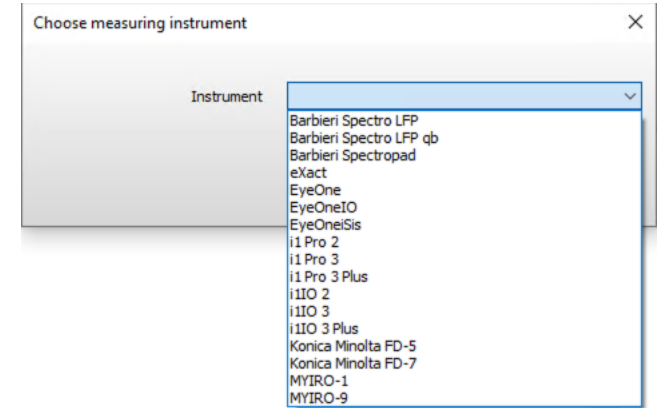 Choose measuring instrument
Instrument
Barbieri Spectro LFP
Barbieri Spectro LFP qb
Barbieri Spectropad
eXact
EyeOne
EyeOneIO
EyeOneiSis
i1 Pro 2
i1 Pro 3
i1 Pro 3 Plus
i1IO 2
i1IO 3
i1IO 3 Plus
Konica Minolta FD-5
Konica Minolta FD-7
MYIRO-1
MYIRO-9